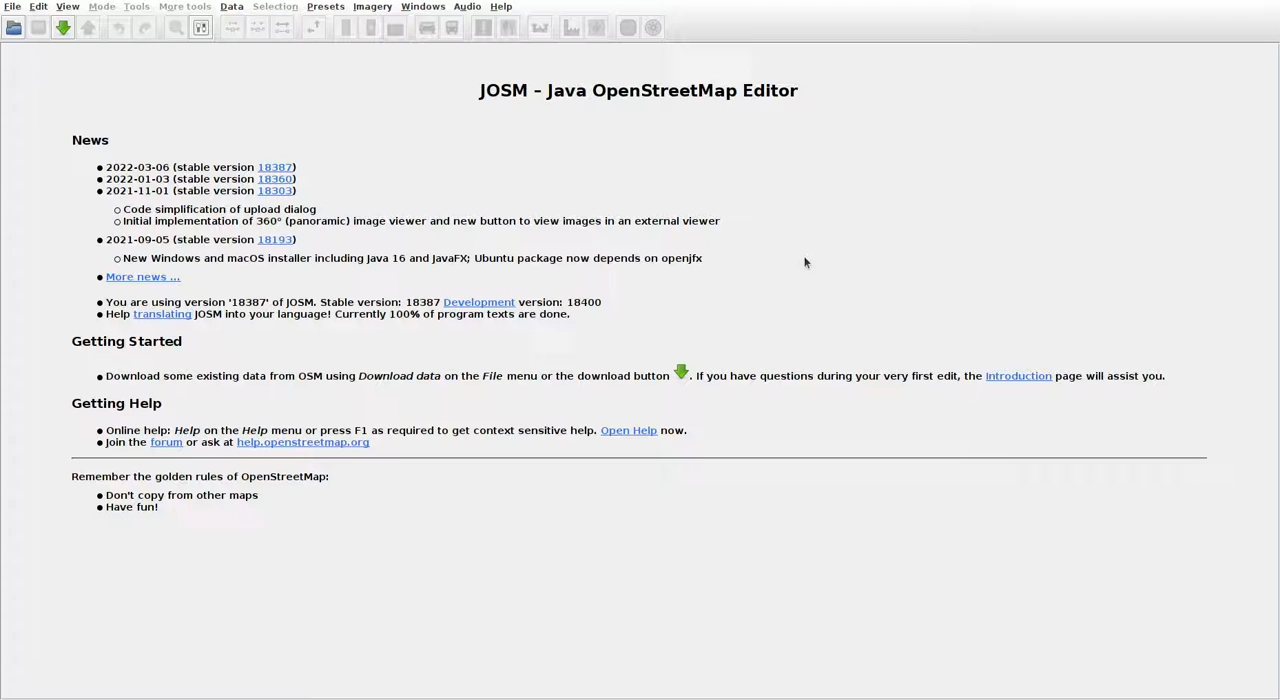 File Edit View Mode Tools More tools Data Selection Presets Imagery Windows Audio Help
JOSM – Java OpenStreetMap Editor
News
2022-03-06 (stable version 18387)
2022-01-03 (stable version 18360)
2021-11-01 (stable version 18303)
Code simplification of upload dialog
Initial implementation of 360° (panoramic) image viewer and new button to view images in an external viewer
2021-09-05 (stable version 18193)
New Windows and macOS installer including Java 16 and JavaFX; Ubuntu package now depends on openjfx
More news ...
You are using version '18387' of JOSM. Stable version: 18387 Development version: 18400
Help translating JOSM into your language! Currently 100% of program texts are done.
Getting Started
Download some existing data from OSM using Download data on the File menu or the download button . If you have questions during your very first edit, the Introduction page will assist you.
Getting Help
Online help: Help on the Help menu or press F1 as required to get context sensitive help. Open Help now.
Join the forum or ask at help.openstreetmap.org
Remember the golden rules of OpenStreetMap:
Don't copy from other maps
Have fun!